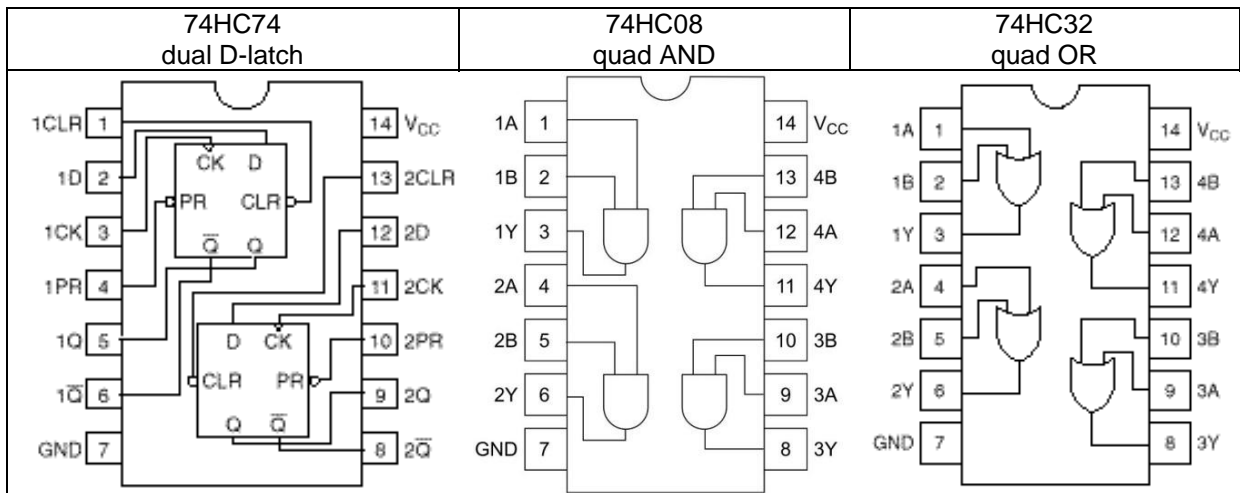 74HC74
dual D-latch
74HC08
quad AND
74HC32
quad OR
1CLR 1 14 VCC
1D 2 13 2CLR
1CK 3 12 2D
1PR 4 11 2CK
1Q 5 10 2PR
1Q̅ 6 9 2Q
GND 7 8 2Q̅
CK D
PR CLR
Q̅ Q
D CK
CLR PR
Q Q̅
1A 1 14 VCC
1B 2 13 4B
1Y 3 12 4A
2A 4 11 4Y
2B 5 10 3B
2Y 6 9 3A
GND 7 8 3Y
1A 1 14 VCC
1B 2 13 4B
1Y 3 12 4A
2A 4 11 4Y
2B 5 10 3B
2Y 6 9 3A
GND 7 8 3Y